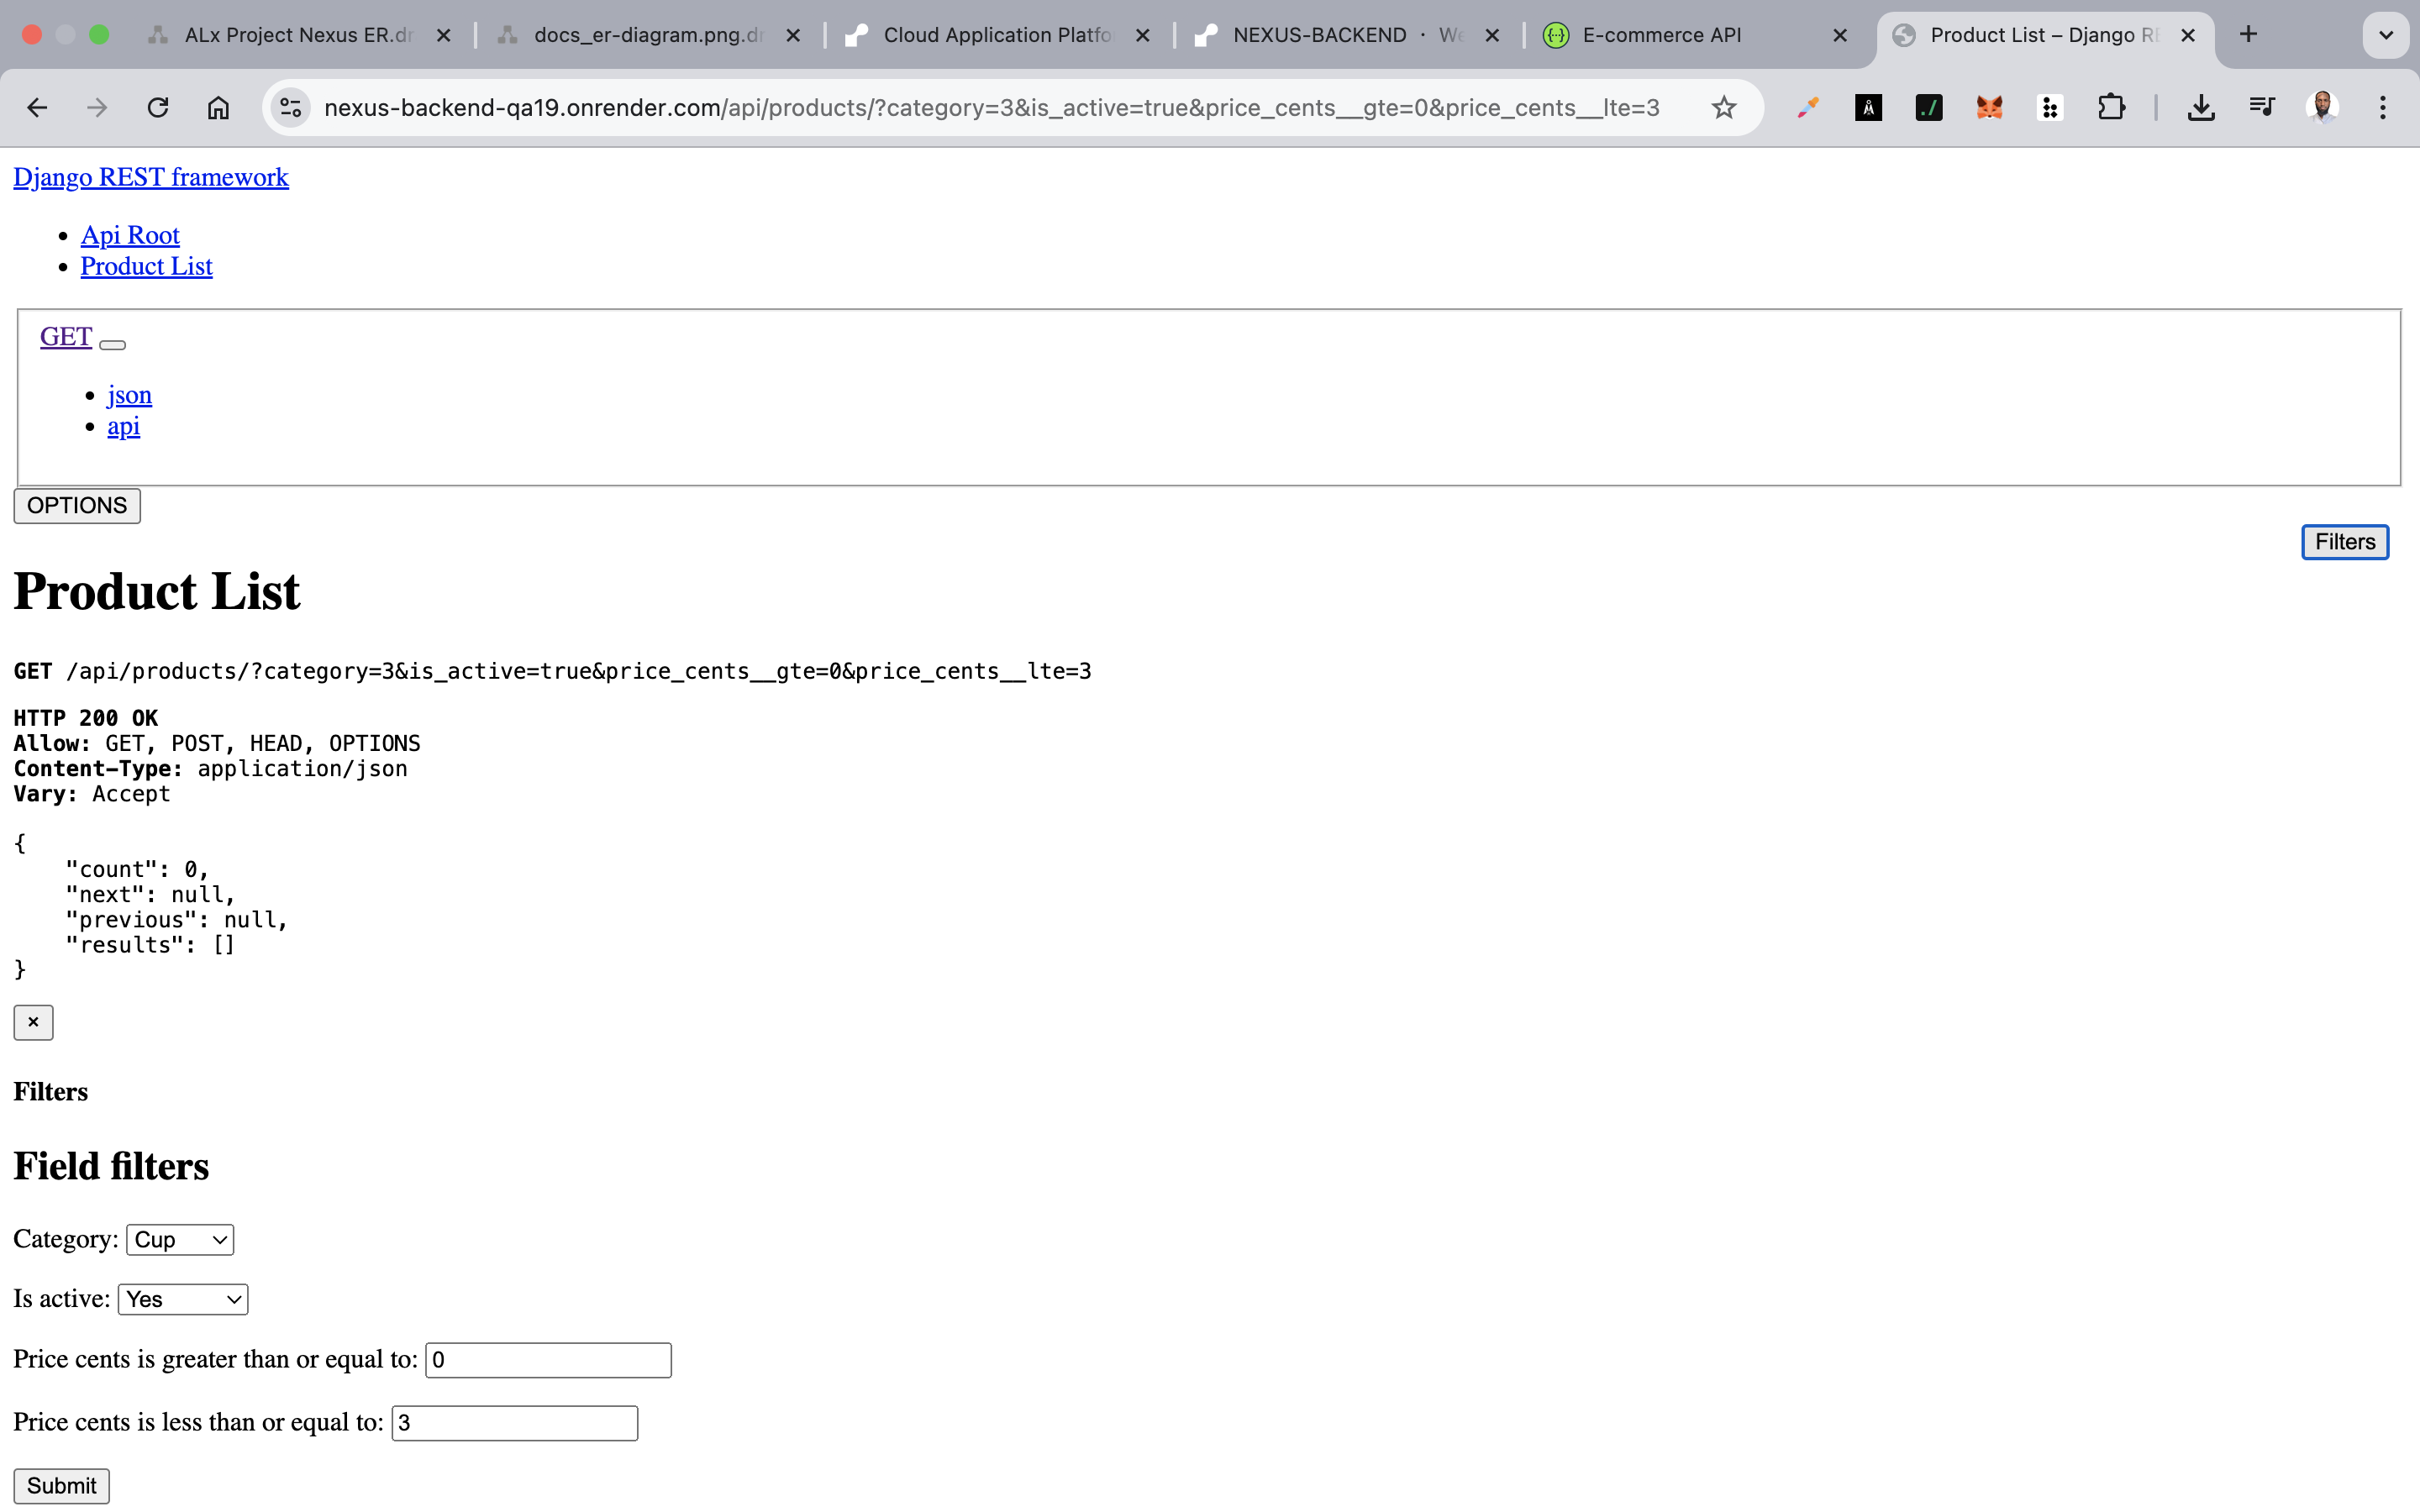 ALx Project Nexus ER.dr
docs_er-diagram.png.dr
Cloud Application Platfo
NEXUS-BACKEND · We
E-commerce API
Product List – Django RE
nexus-backend-qa19.onrender.com/api/products/?category=3&is_active=true&price_cents__gte=0&price_cents__lte=3
Django REST framework
Api Root
Product List
GET
json
api
OPTIONS
Filters
Product List
GET /api/products/?category=3&is_active=true&price_cents__gte=0&price_cents__lte=3
HTTP 200 OK
Allow: GET, POST, HEAD, OPTIONS
Content-Type: application/json
Vary: Accept
{
"count": 0,
"next": null,
"previous": null,
"results": []
}
×
Filters
Field filters
Category: Cup
Is active: Yes
Price cents is greater than or equal to: 0
Price cents is less than or equal to: 3
Submit